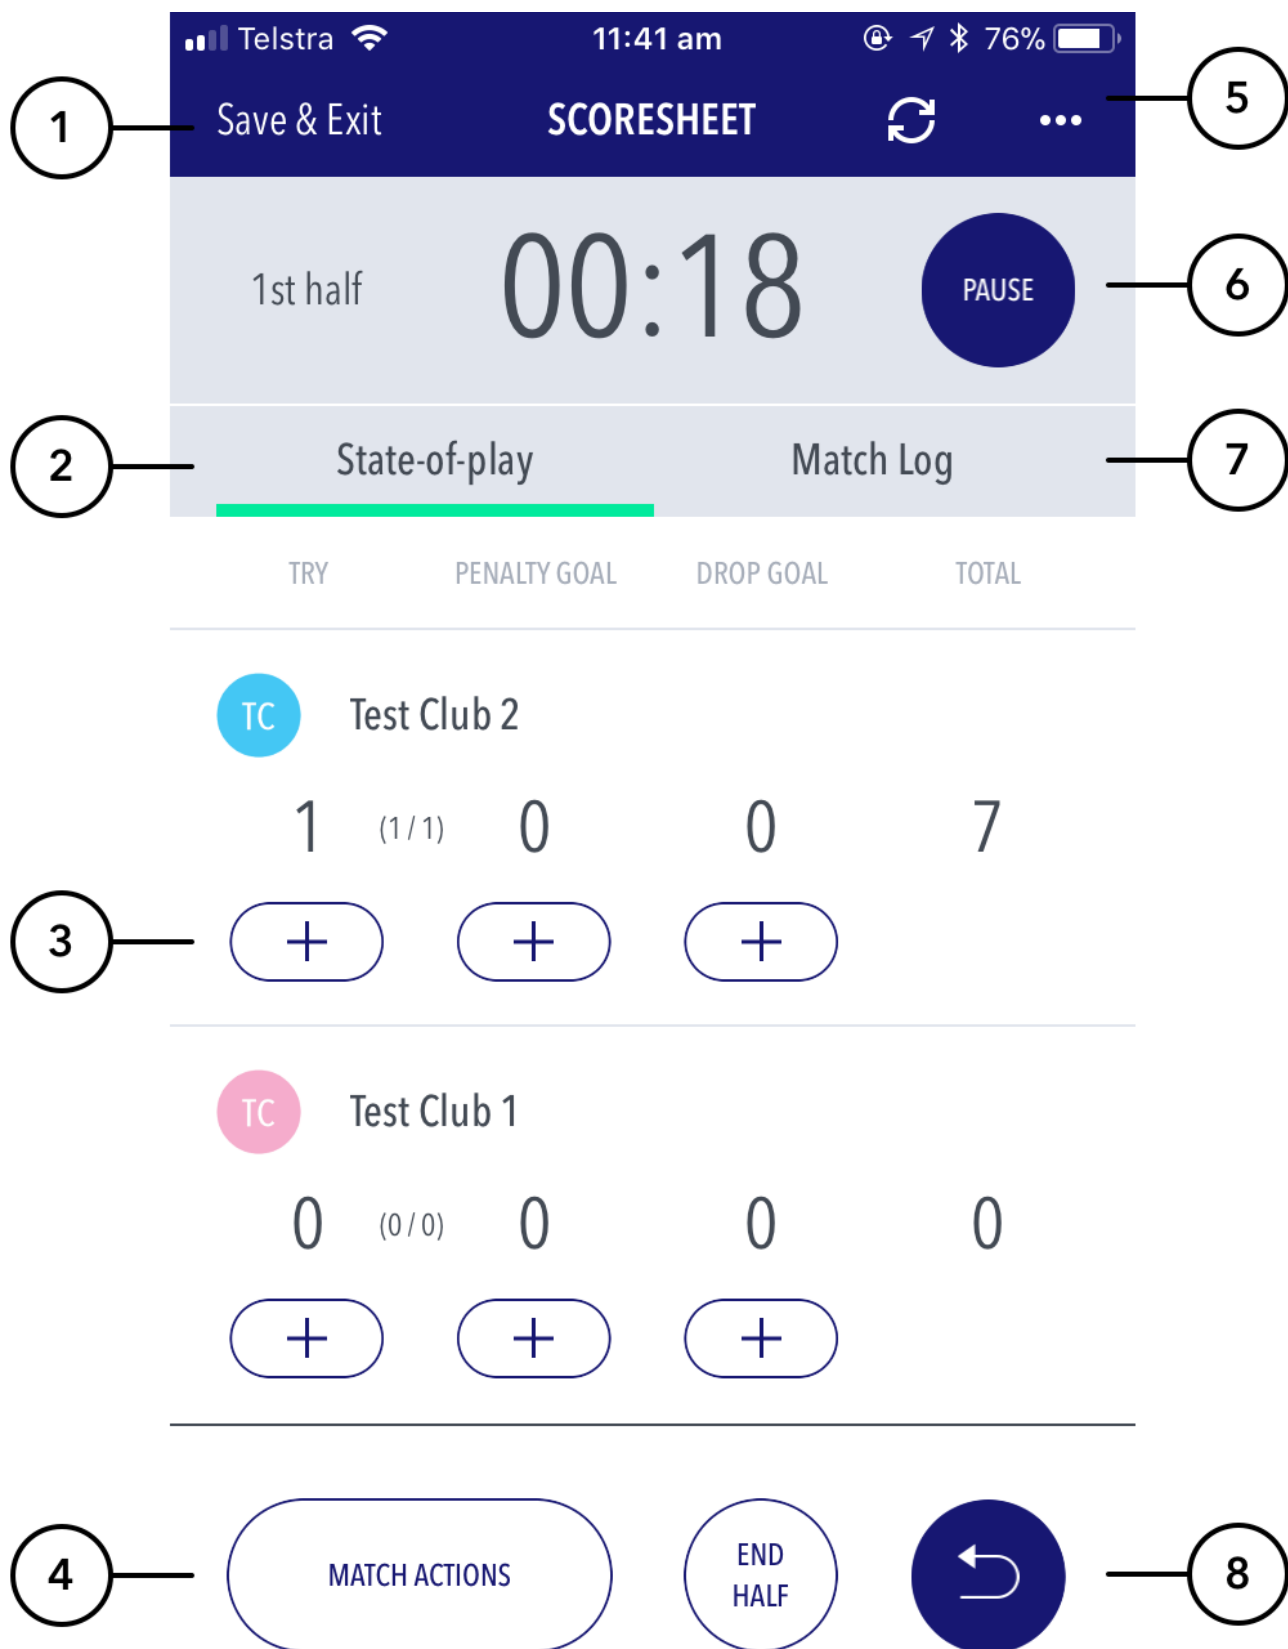 Telstra 11:41 am 76%
1 Save & Exit SCORESHEET 5
1st half 00:18 PAUSE 6
2 State-of-play Match Log 7
TRY PENALTY GOAL DROP GOAL TOTAL
TC Test Club 2
1 (1 / 1) 0 0 7
3 + + +
TC Test Club 1
0 (0 / 0) 0 0 0
+ + +
4 MATCH ACTIONS END 8
HALF